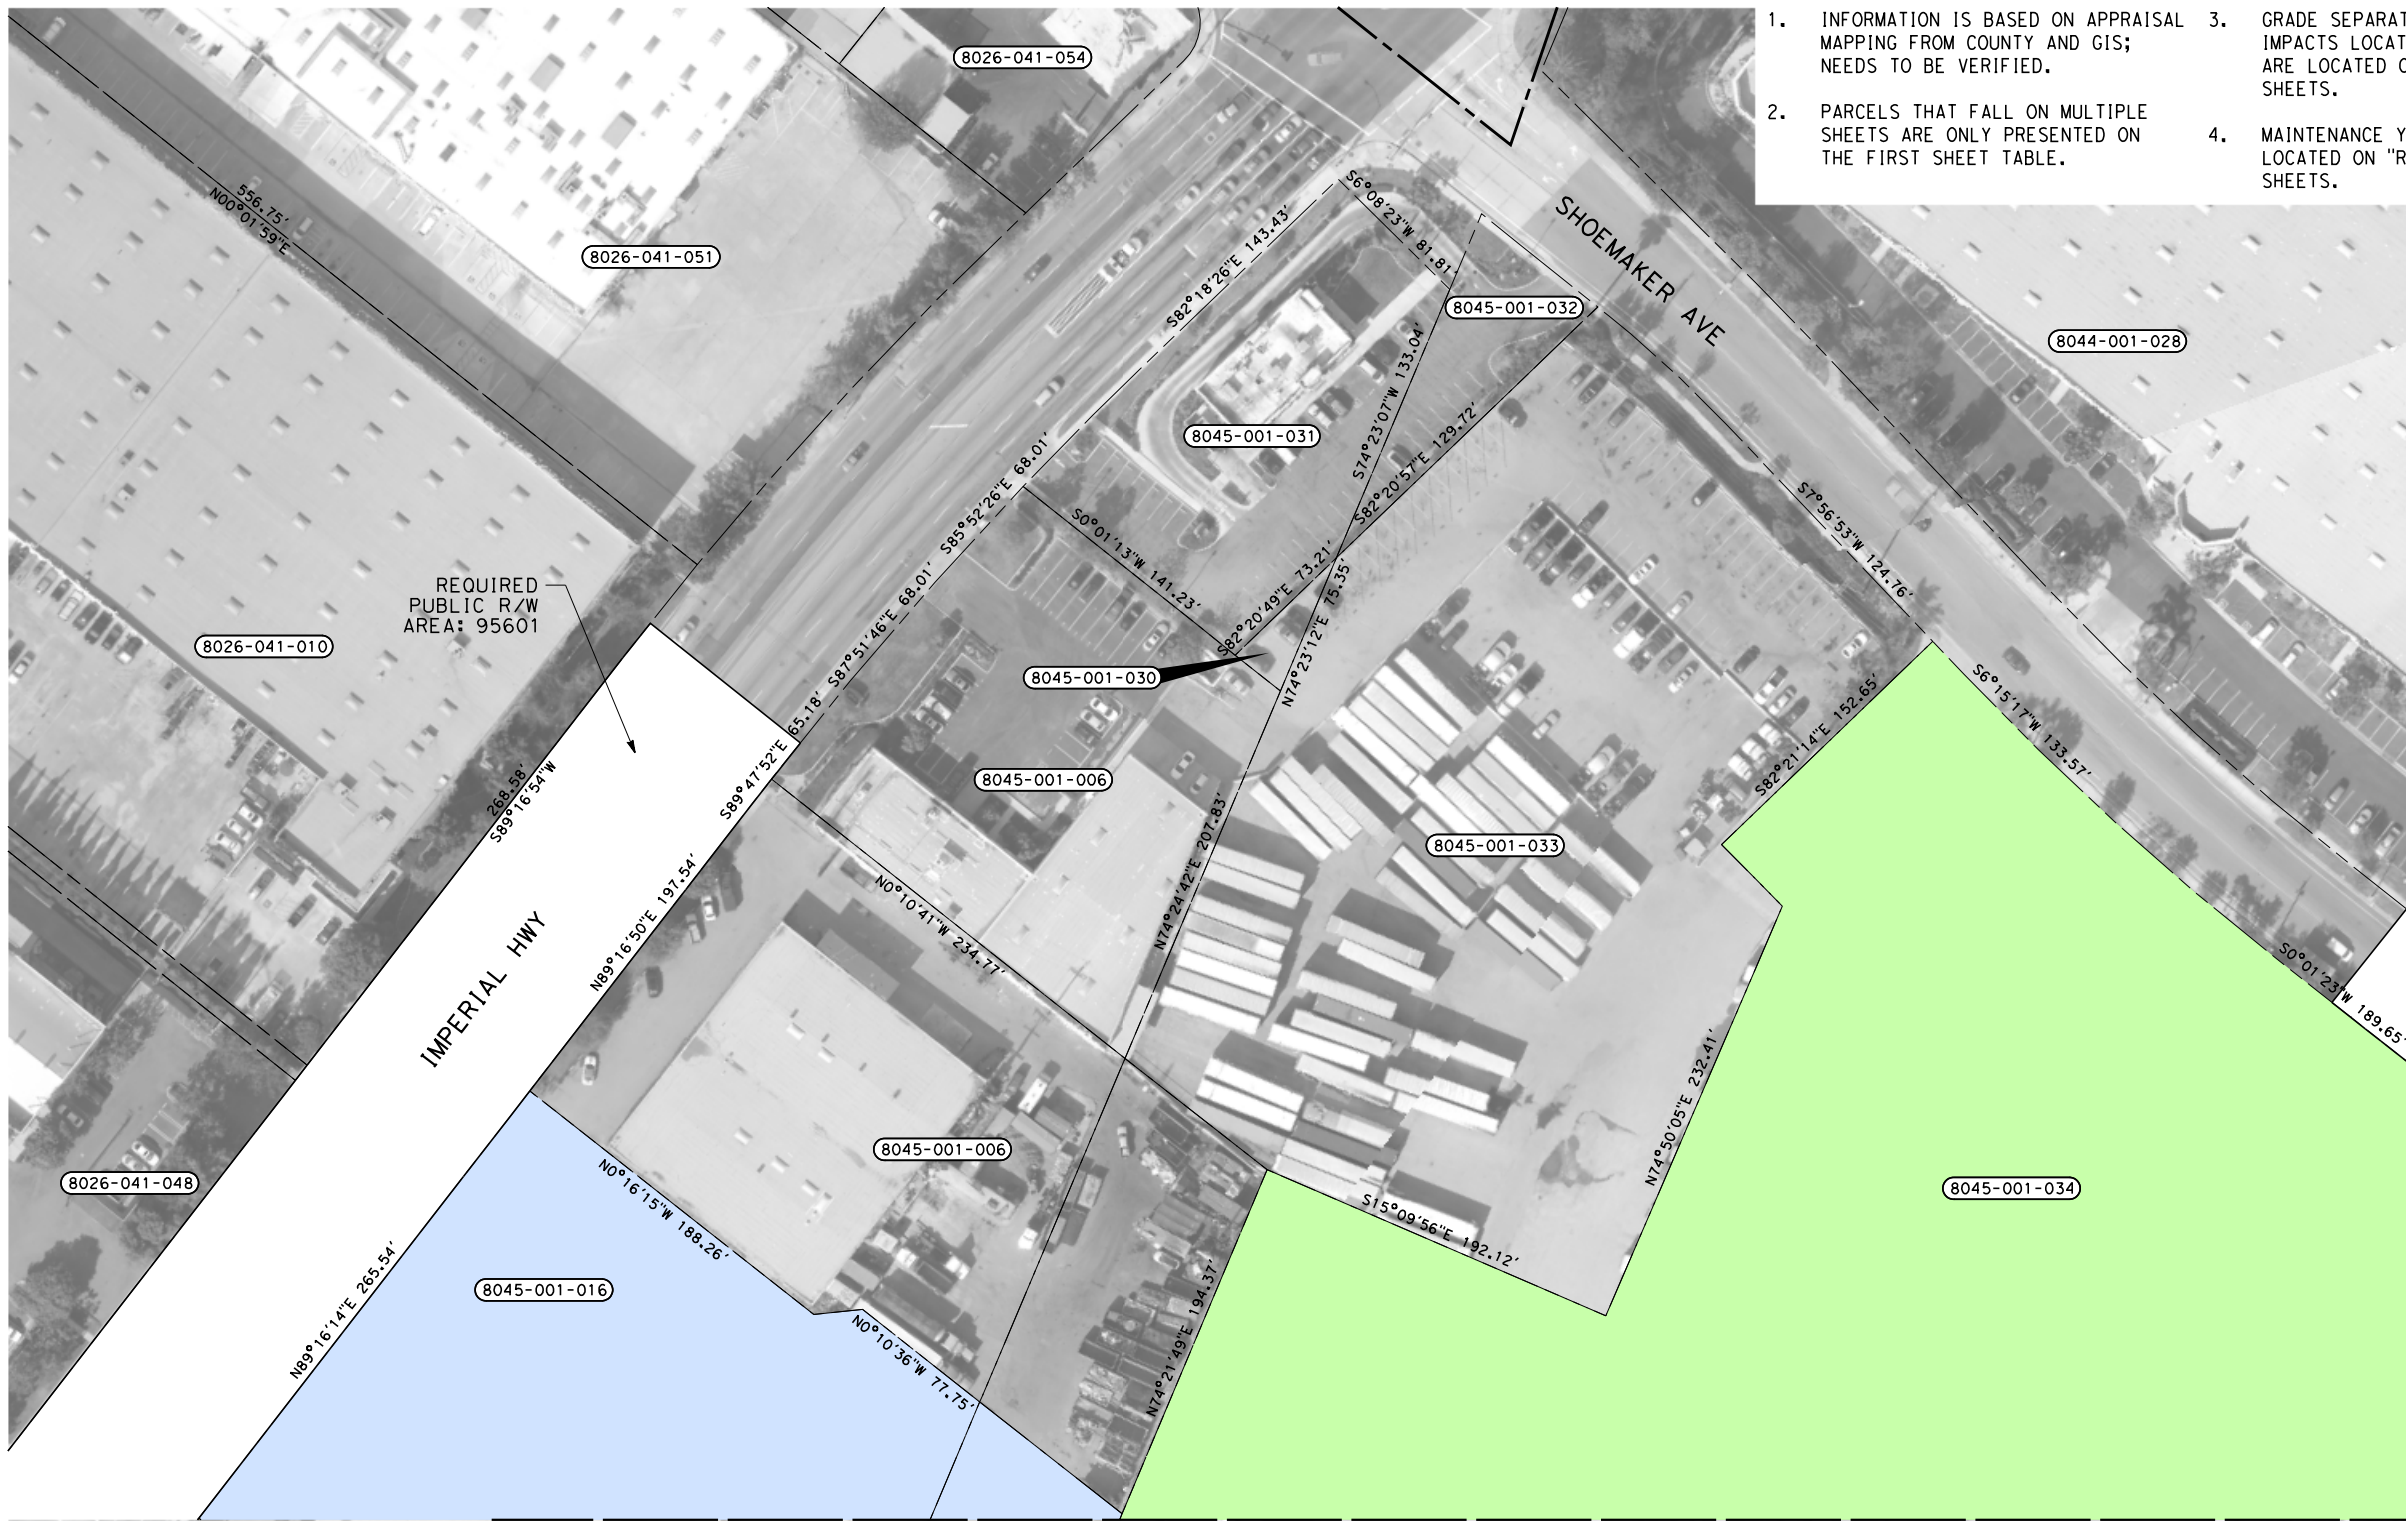 1. INFORMATION IS BASED ON APPRAISAL
MAPPING FROM COUNTY AND GIS;
NEEDS TO BE VERIFIED.
2. PARCELS THAT FALL ON MULTIPLE
SHEETS ARE ONLY PRESENTED ON
THE FIRST SHEET TABLE.
3. GRADE SEPARAT
IMPACTS LOCAT
ARE LOCATED
SHEETS.
4. MAINTENANCE Y
LOCATED ON "R
SHEETS.
8026-041-054
556.75'
N00°01'59"E
8026-041-051
S6°08'23"W 81.81'
SHOEMAKER AVE
S82°18'26"E 143.43'
8045-001-032
8044-001-028
S74°23'07"W 133.04'
8045-001-031
S82°20'57"E 129.72'
S85°52'26"E 68.01'
S0°01'13"W 141.23'
S7°56'53"W 124.76'
S82°20'49"E 73.21'
N74°23'12"E 75.35'
S87°51'46"E 68.01'
REQUIRED
PUBLIC R/W
AREA: 95601
8026-041-010
8045-001-030
S89°47'52"E 65.18'
S82°21'14"E 152.65'
S6°15'17"W 133.57'
268.58'
S89°16'54"W
8045-001-006
N74°24'42"E 207.83'
8045-001-033
N89°16'50"E 197.54'
N0°10'41"W 234.77'
IMPERIAL HWY
S0°01'23"W 189.65'
N74°50'05"E 232.41'
8045-001-006
8026-041-048
N0°16'15"W 188.26'
8045-001-034
S15°09'56"E 192.12'
N89°16'14"E 265.54'
8045-001-016
N74°21'49"E 194.37'
N0°10'36"W 77.75'